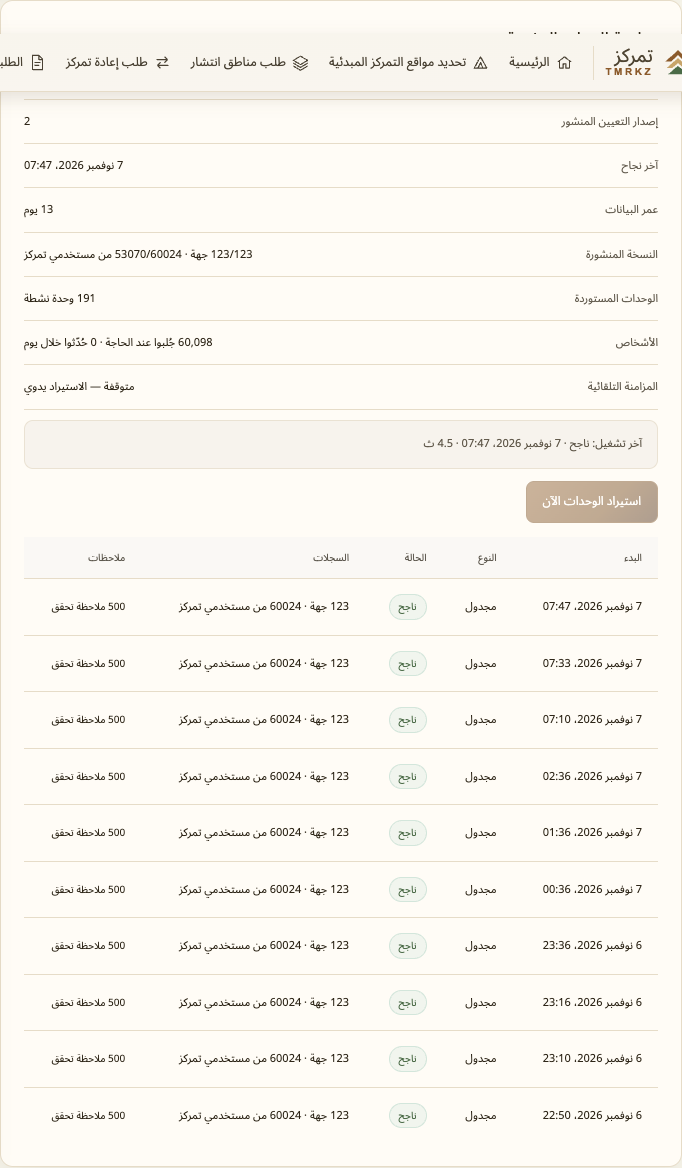 تمركز
TMRKZ
الرئيسية
تحديد مواقع التمركز المبدئية
طلب مناطق انتشار
طلب إعادة تمركز
إصدار التعيين المنشور 2
آخر نجاح 7 نوفمبر 2026، 07:47
عمر البيانات 13 يوم
النسخة المنشورة 123/123 جهة · 53070/60024 من مستخدمي تمركز
الوحدات المستوردة 191 وحدة نشطة
الأشخاص 60,098 جُلبوا عند الحاجة · 0 حُدّثوا خلال يوم
المزامنة التلقائية متوقفة — الاستيراد يدوي
آخر تشغيل: ناجح · 7 نوفمبر 2026، 07:47 · 4.5 ث
استيراد الوحدات الآن
البدء النوع الحالة السجلات ملاحظات
7 نوفمبر 2026، 07:47 مجدول ناجح 123 جهة · 60024 من مستخدمي تمركز 500 ملاحظة تحقق
7 نوفمبر 2026، 07:33 مجدول ناجح 123 جهة · 60024 من مستخدمي تمركز 500 ملاحظة تحقق
7 نوفمبر 2026، 07:10 مجدول ناجح 123 جهة · 60024 من مستخدمي تمركز 500 ملاحظة تحقق
7 نوفمبر 2026، 02:36 مجدول ناجح 123 جهة · 60024 من مستخدمي تمركز 500 ملاحظة تحقق
7 نوفمبر 2026، 01:36 مجدول ناجح 123 جهة · 60024 من مستخدمي تمركز 500 ملاحظة تحقق
7 نوفمبر 2026، 00:36 مجدول ناجح 123 جهة · 60024 من مستخدمي تمركز 500 ملاحظة تحقق
6 نوفمبر 2026، 23:36 مجدول ناجح 123 جهة · 60024 من مستخدمي تمركز 500 ملاحظة تحقق
6 نوفمبر 2026، 23:16 مجدول ناجح 123 جهة · 60024 من مستخدمي تمركز 500 ملاحظة تحقق
6 نوفمبر 2026، 23:10 مجدول ناجح 123 جهة · 60024 من مستخدمي تمركز 500 ملاحظة تحقق
6 نوفمبر 2026، 22:50 مجدول ناجح 123 جهة · 60024 من مستخدمي تمركز 500 ملاحظة تحقق